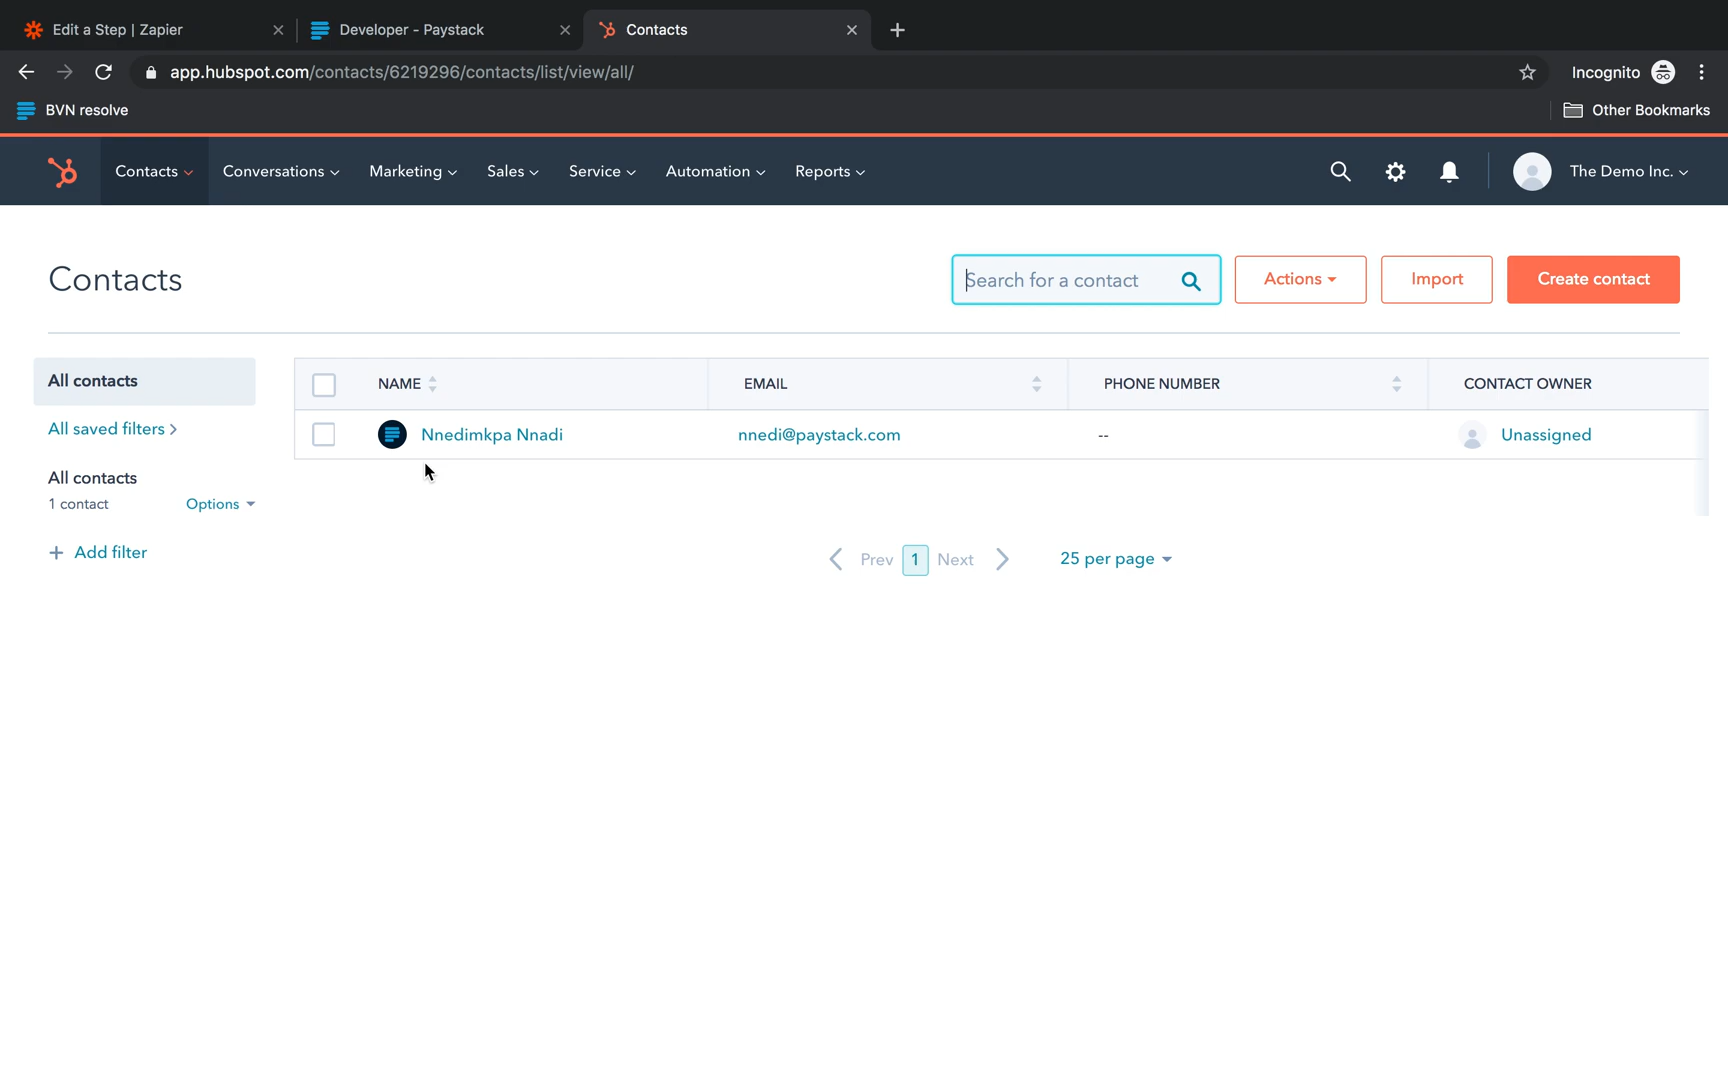 Edit a Step | Zapier
Developer - Paystack
Contacts
app.hubspot.com/contacts/6219296/contacts/list/view/all/
Incognito
BVN resolve
Other Bookmarks
Contacts
Conversations
Marketing
Sales
Service
Automation
Reports
The Demo Inc.
Contacts
Search for a contact
Actions
Import
Create contact
All contacts
All saved filters
All contacts
1 contact
Options
+ Add filter
NAME
EMAIL
PHONE NUMBER
CONTACT OWNER
Nnedimkpa Nnadi
nnedi@paystack.com
--
Unassigned
Prev 1 Next
25 per page